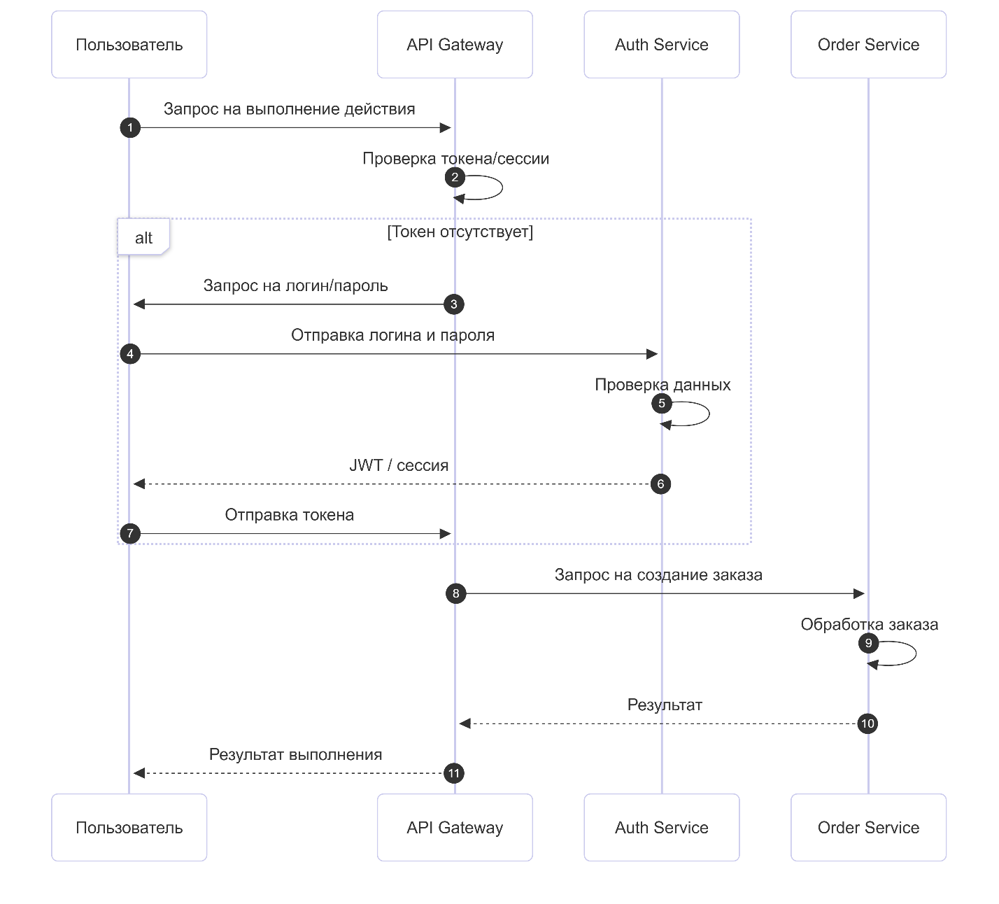 Пользователь
API Gateway
Auth Service
Order Service
Запрос на выполнение действия
1
Проверка токена/сессии
2
alt
[Токен отсутствует]
Запрос на логин/пароль
3
Отправка логина и пароля
4
Проверка данных
5
JWT / сессия
6
Отправка токена
7
Запрос на создание заказа
8
Обработка заказа
9
Результат
10
Результат выполнения
11
Пользователь
API Gateway
Auth Service
Order Service